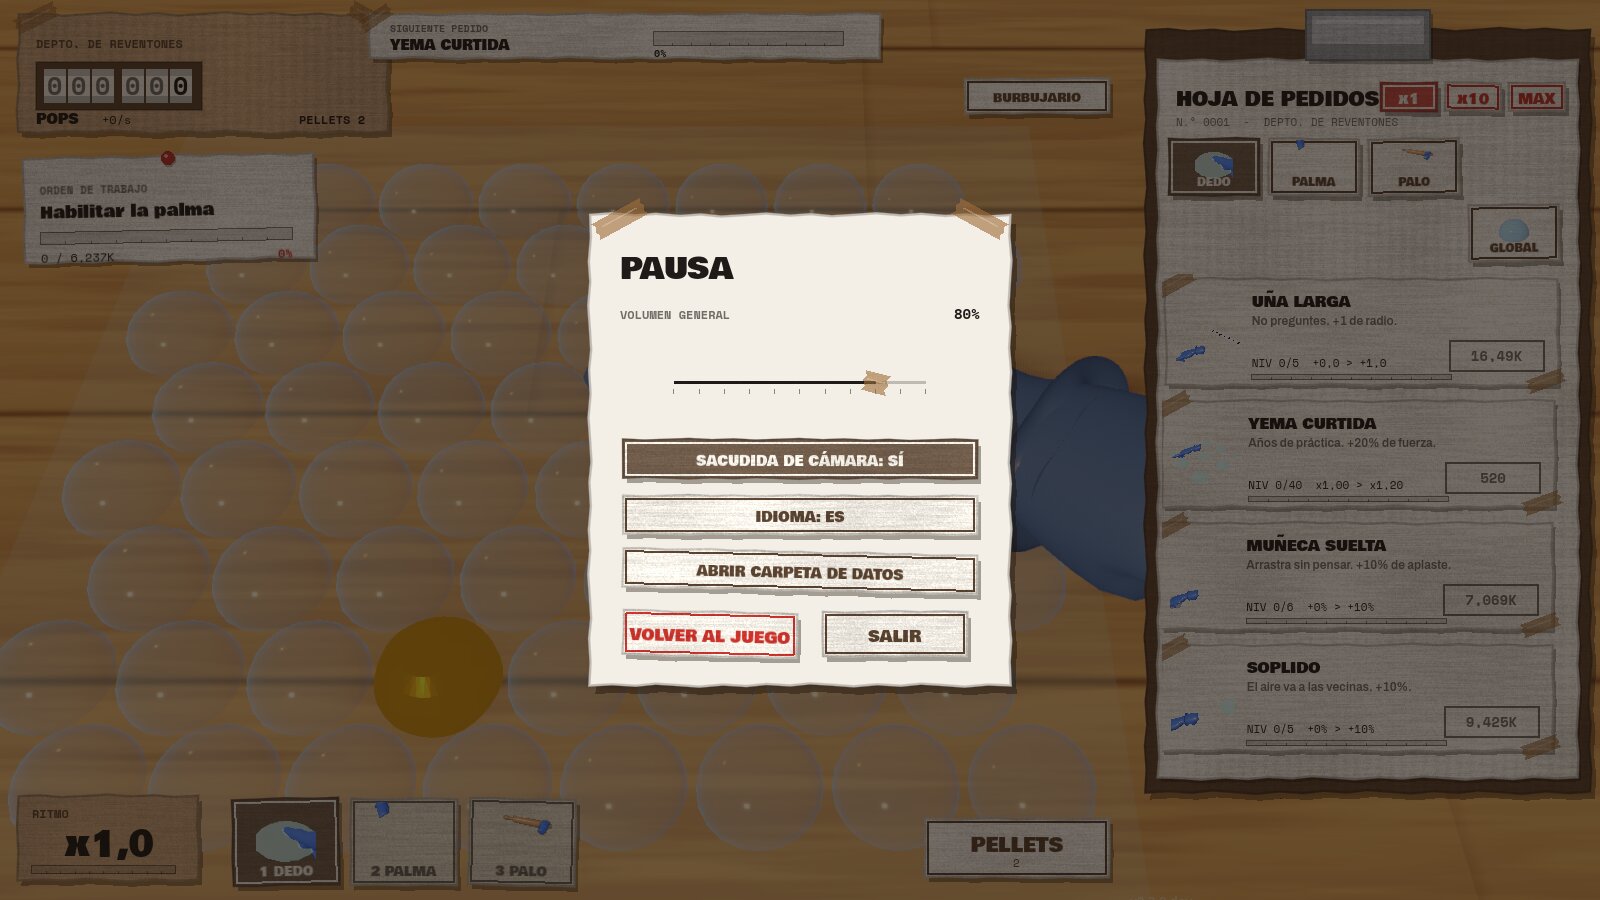 DEPTO. DE REVENTONES
000 000
POPS +0/s PELLETS 2
SIGUIENTE PEDIDO
YEMA CURTIDA
0%
BURBUJARIO
ORDEN DE TRABAJO
Habilitar la palma
0 / 6,237K 0%
PAUSA
VOLUMEN GENERAL 80%
SACUDIDA DE CÁMARA: SÍ
IDIOMA: ES
ABRIR CARPETA DE DATOS
VOLVER AL JUEGO
SALIR
HOJA DE PEDIDOS x1 x10 MAX
N.° 0001 - DEPTO. DE REVENTONES
DEDO PALMA PALO
GLOBAL
UÑA LARGA
No preguntes. +1 de radio.
NIV 0/5 +0,0 > +1,0 16,49K
YEMA CURTIDA
Años de práctica. +20% de fuerza.
NIV 0/40 x1,00 > x1,20 520
MUÑECA SUELTA
Arrastra sin pensar. +10% de aplaste.
NIV 0/6 +0% > +10% 7,069K
SOPLIDO
El aire va a las vecinas. +10%.
NIV 0/5 +0% > +10% 9,425K
RITMO
x1,0
1 DEDO 2 PALMA 3 PALO
PELLETS
2